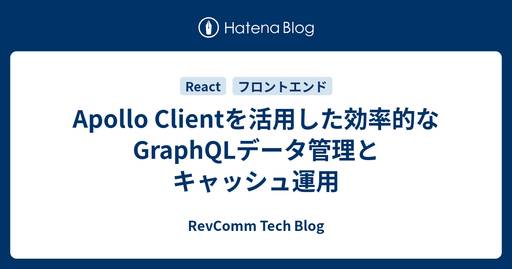 Hatena Blog
React フロントエンド
Apollo Clientを活用した効率的な
GraphQLデータ管理と
キャッシュ運用
RevComm Tech Blog